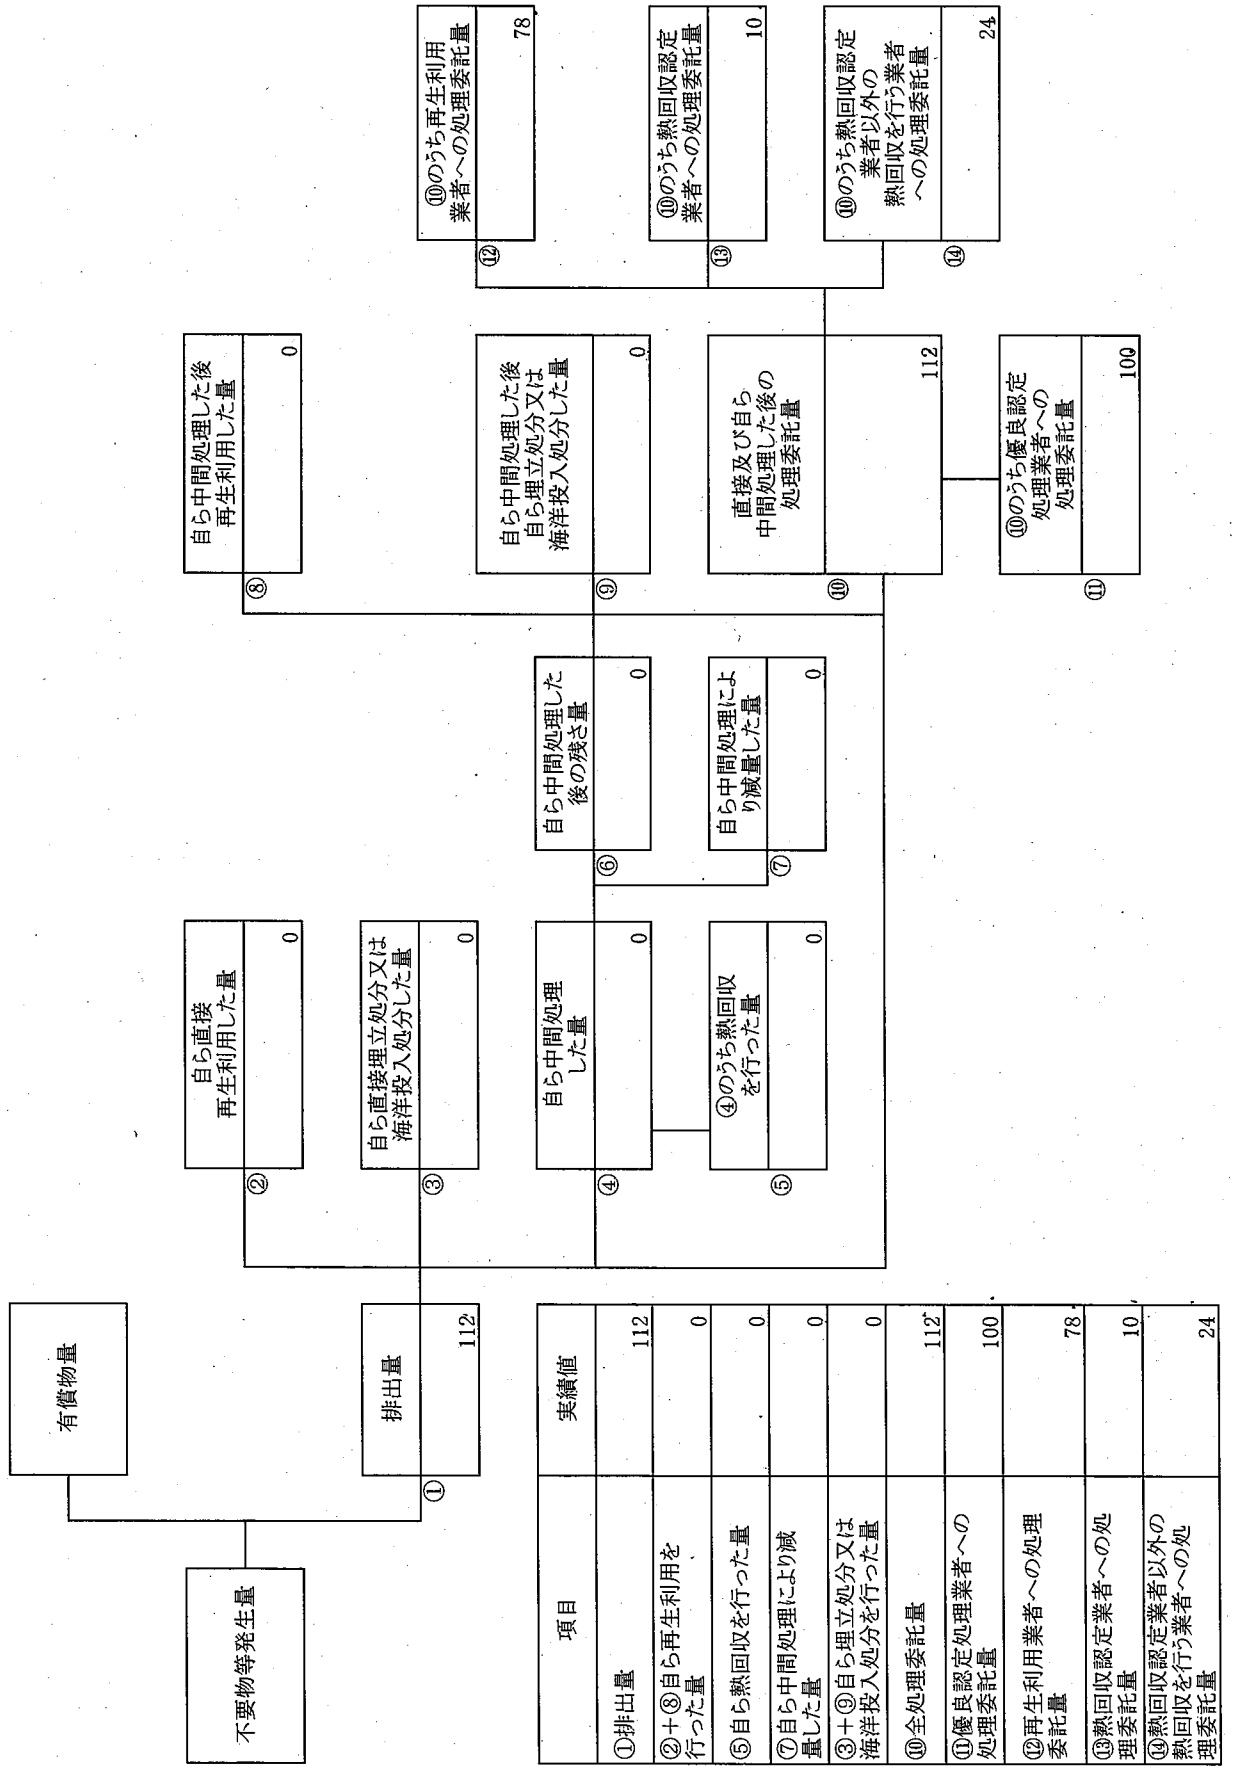 不要物等発生量
有償物量
①
排出量
112
②
自ら直接
再生利用した量
0
③
自ら直接埋立処分又は
海洋投入処分した量
0
④
自ら中間処理
した量
0
⑤
④のうち熱回収
を行った量
0
⑥
自ら中間処理した
後の残さ量
0
⑦
自ら中間処理によ
り減量した量
0
⑧
自ら中間処理した後
再生利用した量
0
⑨
自ら中間処理した後
自ら埋立処分又は
海洋投入処分した量
0
⑩
直接及び自ら
中間処理した後の
処理委託量
112
⑪
⑩のうち優良認定
処理業者への
処理委託量
100
⑫
⑩のうち再生利用
業者への処理委託量
78
⑬
⑩のうち熱回収認定
業者への処理委託量
10
⑭
⑩のうち熱回収認定
業者以外の
熱回収を行う業者
への処理委託量
24
項目 実績値
①排出量 112
②+⑧自ら再生利用を
行った量 0
⑤自ら熱回収を行った量 0
⑦自ら中間処理により減
量した量 0
③+⑨自ら埋立処分又は
海洋投入処分を行った量 0
⑩全処理委託量 112
⑪優良認定処理業者への
処理委託量 100
⑫再生利用業者への処理
委託量 78
⑬熱回収認定業者への処
理委託量 10
⑭熱回収認定業者以外の
熱回収を行う業者への処
理委託量 24